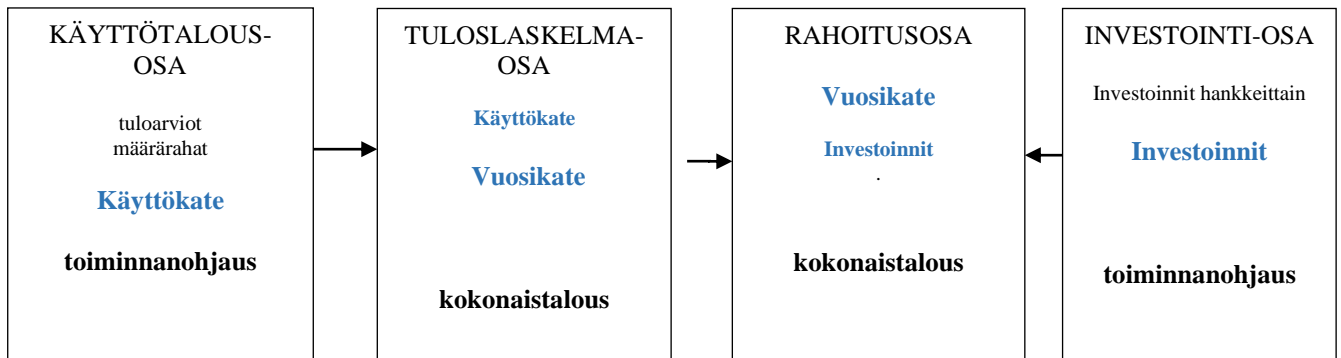 KÄYTTÖTALOUS-
OSA
tuloarviot
määrärahat
Käyttökate
toiminnanohjaus
TULOSLASKELMA-
OSA
Käyttökate
Vuosikate
kokonaistalous
RAHOITUSOSA
Vuosikate
Investoinnit
.
kokonaistalous
INVESTOINTI-OSA
Investoinnit hankkeittain
Investoinnit
toiminnanohjaus